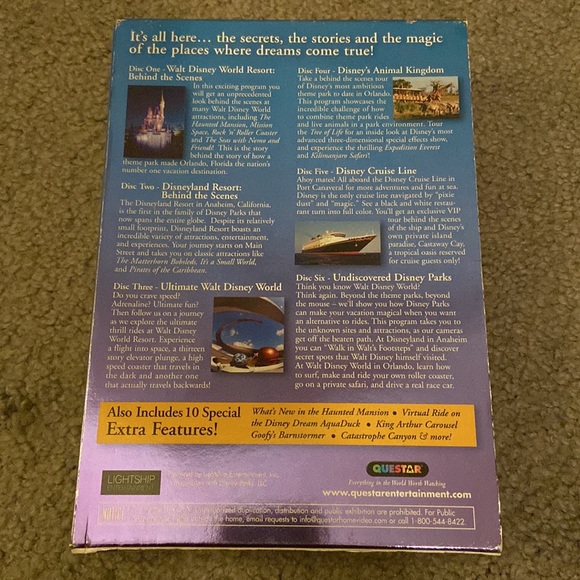 It's all here... the secrets, the stories and the magic
of the places where dreams come true!
Disc One - Walt Disney World Resort:
Behind the Scenes
In this exciting program you
will get an unprecedented
look behind the scenes at
many Walt Disney World
attractions, including The
Haunted Mansion, Mission
Space, Rock 'n' Roller Coaster
and The Seas with Nemo and
Friends! This is the story
behind the story of how a
theme park made Orlando, Florida the nation's
number one vacation destination.
Disc Two - Disneyland Resort:
Behind the Scenes
The Disneyland Resort in Anaheim, California,
is the first in the family of Disney Parks that
now spans the entire globe. Despite its relatively
small footprint, Disneyland Resort boasts an
incredible variety of attractions, entertainment,
and experiences. Your journey starts on Main
Street and takes you on classic attractions like
The Matterhorn Bobsleds, It's a Small World,
and Pirates of the Caribbean.
Disc Three - Ultimate Walt Disney World
Do you crave speed?
Adrenaline? Ultimate fun?
Then follow us on a journey
as we explore the ultimate
thrill rides at Walt Disney
World Resort. Experience
a flight into space, a thirteen
story elevator plunge, a high
speed coaster that travels in
the dark and another one
that actually travels backwards!
Disc Four - Disney's Animal Kingdom
Take a behind the scenes tour
of Disney's most ambitious
theme park to date in Orlando.
This program showcases the
incredible challenge of how
to combine theme park rides
and live animals in a park environment. Tour
the Tree of Life for an inside look at Disney's most
advanced three-dimensional special effects show,
and experience the thrilling Expedition Everest
and Kilimanjaro Safaris!
Disc Five - Disney Cruise Line
Ahoy mates! All aboard the Disney Cruise Line in
Port Canaveral for more adventures and fun at sea.
Disney is the only cruise line navigated by "pixie
dust" and "magic." See a black and white restau-
rant turn into full color. You'll get an exclusive VIP
tour behind the scenes
of the ship and Disney's
own private island
paradise, Castaway Cay,
a tropical oasis reserved
for cruise guests only!
Disc Six - Undiscovered Disney Parks
Think you know Walt Disney World?
Think again. Beyond the theme parks, beyond
the mouse – we'll show you how Disney Parks
can make your vacation magical when you want
an alternative to rides. This program takes you to
the unknown sites and attractions, as our cameras
get off the beaten path. At Disneyland in Anaheim
you can "Walk in Walt's Footsteps" and discover
secret spots that Walt Disney himself visited.
At Walt Disney World in Orlando, learn how
to surf, make and ride your own roller coaster,
go on a private safari, and drive a real race car.
Also Includes 10 Special
Extra Features!
What's New in the Haunted Mansion • Virtual Ride on
the Disney Dream AquaDuck • King Arthur Carousel
Goofy's Barnstormer • Catastrophe Canyon & more!
LIGHTSHIP
ENTERTAINMENT
by Lightship Entertainment, Inc.
QUESTAR
Everything in the World Worth Watching
www.questarentertainment.com
duplication, distribution and public exhibition are prohibited. For Public
the home, email requests to info@questarhomevideo.com or call 1-800-544-8422.